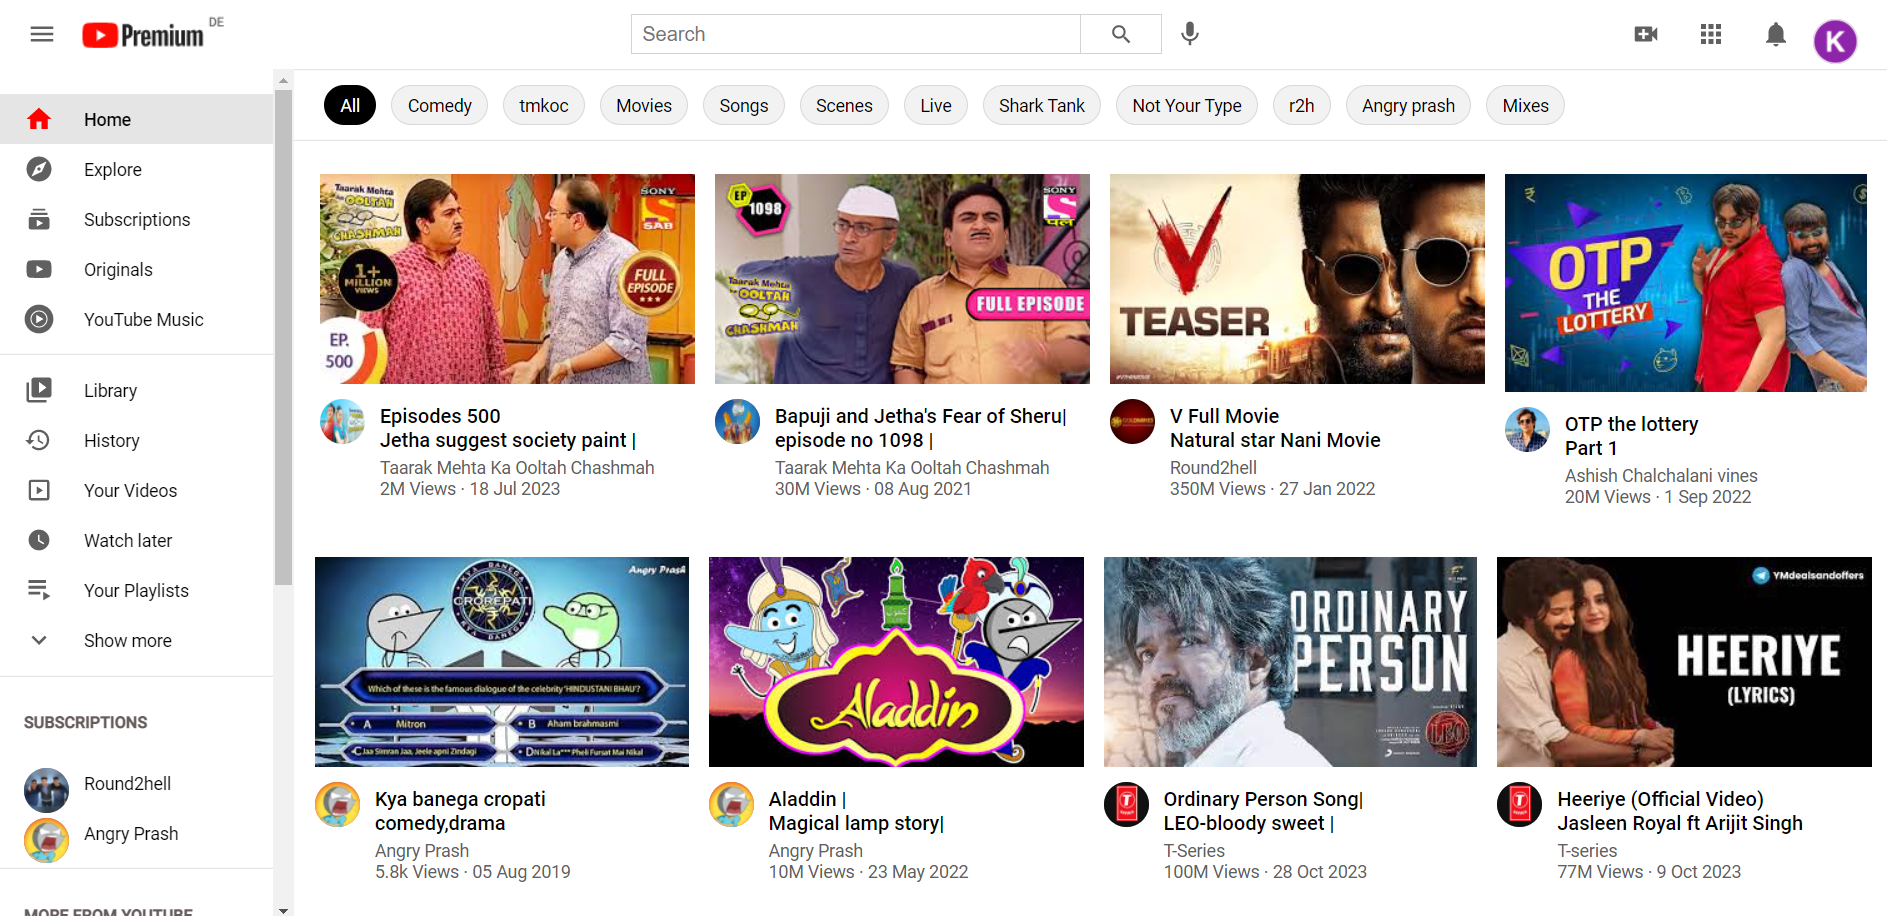 Premium DE
Search
K
Home
Explore
Subscriptions
Originals
YouTube Music
Library
History
Your Videos
Watch later
Your Playlists
Show more
SUBSCRIPTIONS
Round2hell
Angry Prash
MORE FROM YOUTUBE
All
Comedy
tmkoc
Movies
Songs
Scenes
Live
Shark Tank
Not Your Type
r2h
Angry prash
Mixes
Taarak Mehta
OOLTAH
CHASHMAH
SONY
SAB
1+
MILLION
VIEWS
FULL
EPISODE
EP.
500
Episodes 500
Jetha suggest society paint |
Taarak Mehta Ka Ooltah Chashmah
2M Views · 18 Jul 2023
EP
1098
SONY
पल
Taarak Mehta
OOLTAH
CHASHMAH
FULL EPISODE
Bapuji and Jetha's Fear of Sheru|
episode no 1098 |
Taarak Mehta Ka Ooltah Chashmah
30M Views · 08 Aug 2021
V
TEASER
V Full Movie
Natural star Nani Movie
Round2hell
350M Views · 27 Jan 2022
OTP
THE
LOTTERY
OTP the lottery
Part 1
Ashish Chalchalani vines
20M Views · 1 Sep 2022
Angry Prash
KYA BANEGA
CROREPATI
KYA BANEGA
Which of these is the famous dialogue of the celebrity 'HINDUSTANI BHAU'?
A Mitron
B Aham brahmasmi
C Jaa Simran Jaa, Jeele apni Zindagi
D Nikal La*** Pheli Fursat Mai Nikal
Kya banega cropati
comedy,drama
Angry Prash
5.8k Views · 05 Aug 2019
Aladdin
Aladdin |
Magical lamp story|
Angry Prash
10M Views · 23 May 2022
ORDINARY
PERSON
LEO
Ordinary Person Song|
LEO-bloody sweet |
T-Series
100M Views · 28 Oct 2023
YMdealsandoffers
HEERIYE
(LYRICS)
Heeriye (Official Video)
Jasleen Royal ft Arijit Singh
T-series
77M Views · 9 Oct 2023